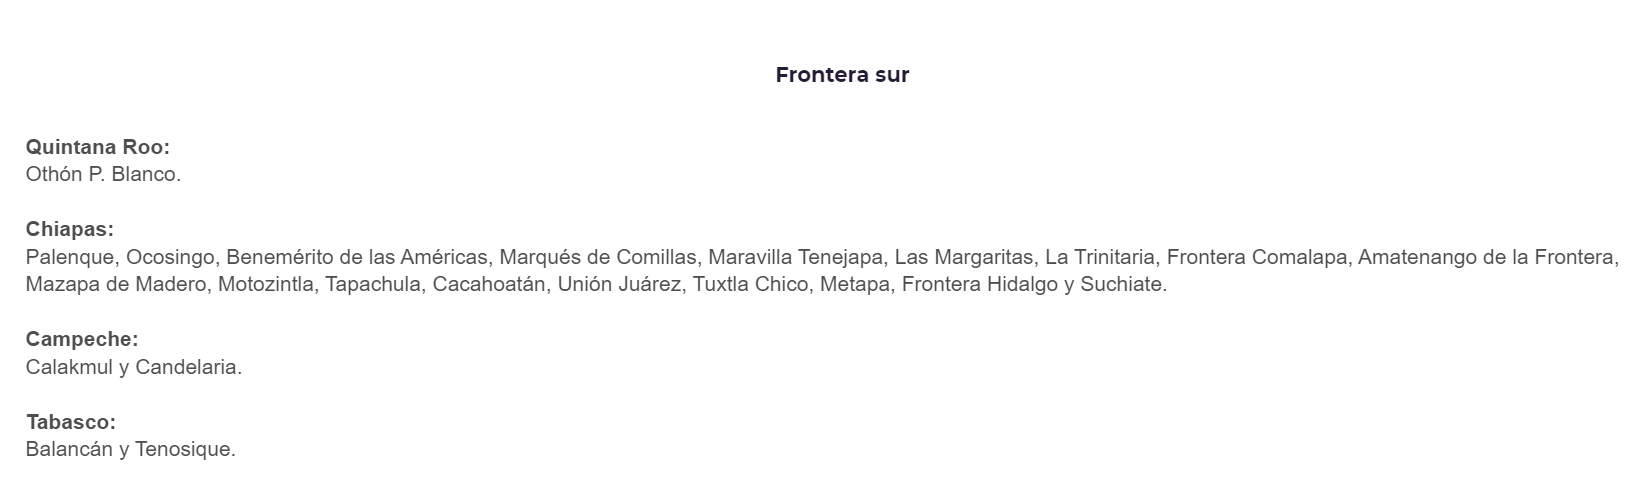 Frontera sur
Quintana Roo:
Othón P. Blanco.
Chiapas:
Palenque, Ocosingo, Benemérito de las Américas, Marqués de Comillas, Maravilla Tenejapa, Las Margaritas, La Trinitaria, Frontera Comalapa, Amatenango de la Frontera,
Mazapa de Madero, Motozintla, Tapachula, Cacahoatán, Unión Juárez, Tuxtla Chico, Metapa, Frontera Hidalgo y Suchiate.
Campeche:
Calakmul y Candelaria.
Tabasco:
Balancán y Tenosique.